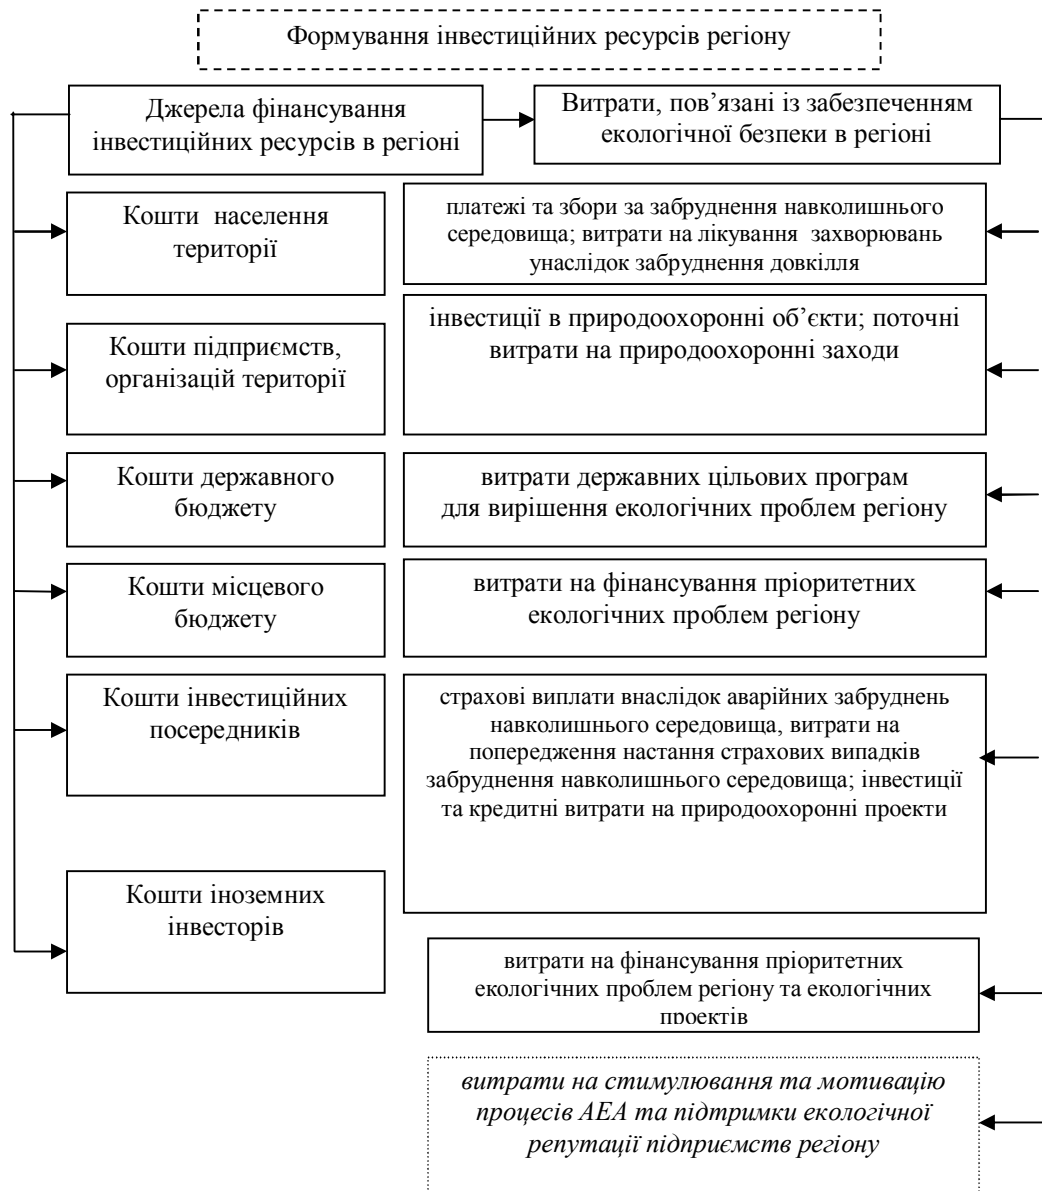 Формування інвестиційних ресурсів регіону
Джерела фінансування
інвестиційних ресурсів в регіоні
Витрати, пов’язані із забезпеченням
екологічної безпеки в регіоні
Кошти населення
території
платежі та збори за забруднення навколишнього
середовища; витрати на лікування захворювань
унаслідок забруднення довкілля
Кошти підприємств,
організацій території
інвестиції в природоохоронні об’єкти; поточні
витрати на природоохоронні заходи
Кошти державного
бюджету
витрати державних цільових програм
для вирішення екологічних проблем регіону
Кошти місцевого
бюджету
витрати на фінансування пріоритетних
екологічних проблем регіону
Кошти інвестиційних
посередників
страхові виплати внаслідок аварійних забруднень
навколишнього середовища, витрати на
попередження настання страхових випадків
забруднення навколишнього середовища; інвестиції
та кредитні витрати на природоохоронні проекти
Кошти іноземних
інвесторів
витрати на фінансування пріоритетних
екологічних проблем регіону та екологічних
проектів
витрати на стимулювання та мотивацію
процесів АЕА та підтримки екологічної
репутації підприємств регіону